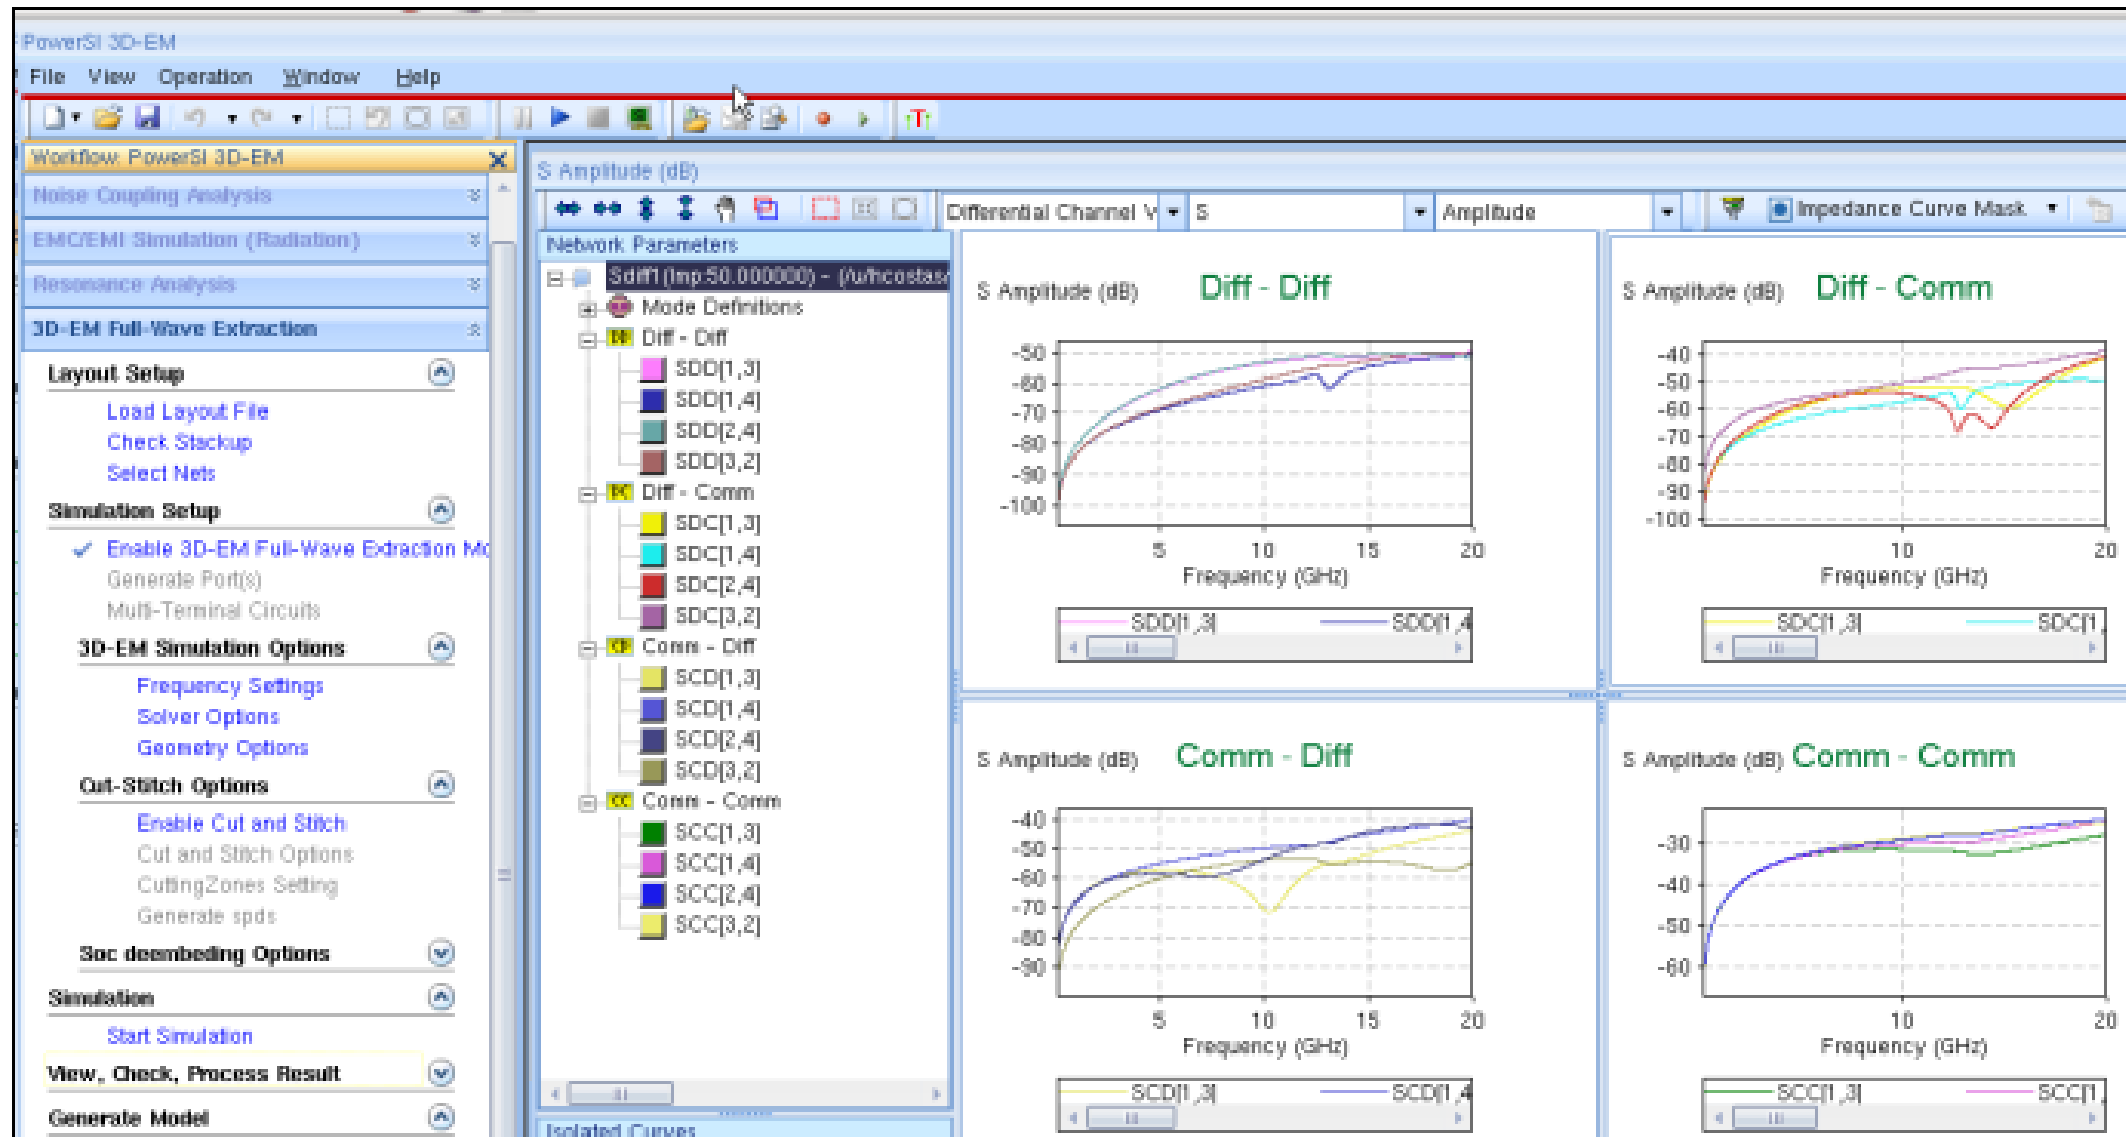 PowerSI 3D-EM
File View Operation Window Help
Workflow: PowerSI 3D-EM
Noise Coupling Analysis
EMC/EMI Simulation (Radiation)
Resonance Analysis
3D-EM Full-Wave Extraction
Layout Setup
Load Layout File
Check Stackup
Select Nets
Simulation Setup
Enable 3D-EM Full-Wave Extraction Mo
Generate Port(s)
Multi-Terminal Circuits
3D-EM Simulation Options
Frequency Settings
Solver Options
Geometry Options
Cut-Stitch Options
Enable Cut and Stitch
Cut and Stitch Options
CuttingZones Setting
Generate spds
Soc deembeding Options
Simulation
Start Simulation
View, Check, Process Result
Generate Model
S Amplitude (dB)
Differential Channel V S Amplitude Impedance Curve Mask
Network Parameters
Sdiff1 (Imp:50.000000) - (/u/hcostas/
Mode Definitions
DD Diff - Diff
SDD[1,3]
SDD[1,4]
SDD[2,4]
SDD[3,2]
DC Diff - Comm
SDC[1,3]
SDC[1,4]
SDC[2,4]
SDC[3,2]
CD Comm - Diff
SCD[1,3]
SCD[1,4]
SCD[2,4]
SCD[3,2]
CC Comm - Comm
SCC[1,3]
SCC[1,4]
SCC[2,4]
SCC[3,2]
Isolated Curves
S Amplitude (dB) Diff - Diff
-50
-60
-70
-80
-90
-100
5 10 15 20
Frequency (GHz)
SDD[1,3] SDD[1,4
S Amplitude (dB) Diff - Comm
-40
-50
-60
-70
-80
-90
-100
10 20
Frequency (GHz)
SDC[1,3] SDC[1,
S Amplitude (dB) Comm - Diff
-40
-50
-60
-70
-80
-90
5 10 15 20
Frequency (GHz)
SCD[1,3] SCD[1,4
S Amplitude (dB) Comm - Comm
-30
-40
-50
-60
10 20
Frequency (GHz)
SCC[1,3] SCC[1,